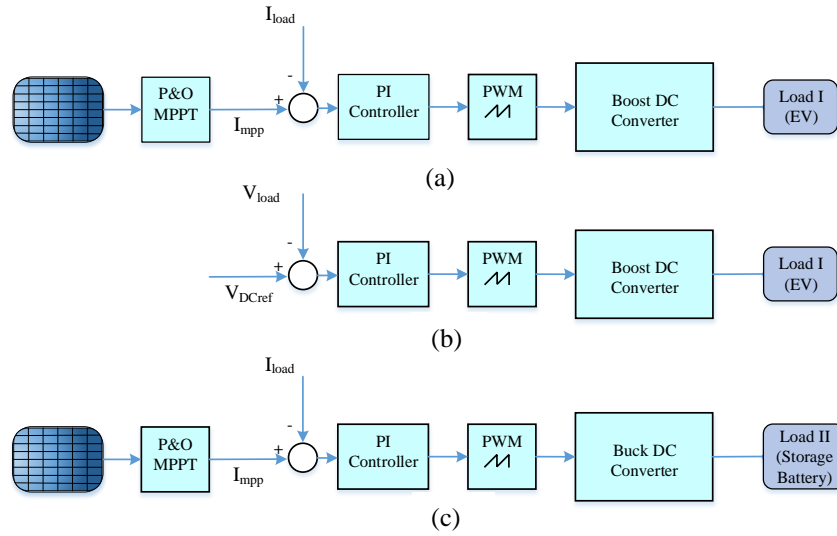 I_load
-
P&O
MPPT
+
I_mpp
PI
Controller
PWM
Boost DC
Converter
Load I
(EV)
(a)
V_load
-
+
V_DCref
PI
Controller
PWM
Boost DC
Converter
Load I
(EV)
(b)
I_load
-
P&O
MPPT
+
I_mpp
PI
Controller
PWM
Buck DC
Converter
Load II
(Storage
Battery)
(c)